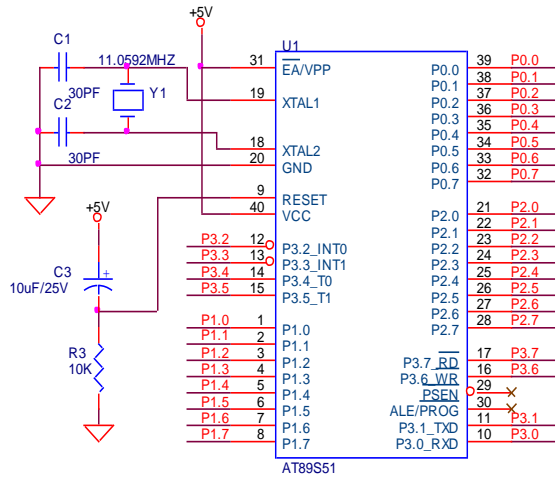 +5V
U1
C1
11.0592MHZ
30PF
Y1
C2
30PF
+5V
C3
+
10uF/25V
R3
10K
31 EA/VPP
19 XTAL1
18 XTAL2
20 GND
9 RESET
40 VCC
P3.2 12 P3.2_INT0
P3.3 13 P3.3_INT1
P3.4 14 P3.4_T0
P3.5 15 P3.5_T1
P1.0 1 P1.0
P1.1 2 P1.1
P1.2 3 P1.2
P1.3 4 P1.3
P1.4 5 P1.4
P1.5 6 P1.5
P1.6 7 P1.6
P1.7 8 P1.7
P0.0 39 P0.0
P0.1 38 P0.1
P0.2 37 P0.2
P0.3 36 P0.3
P0.4 35 P0.4
P0.5 34 P0.5
P0.6 33 P0.6
P0.7 32 P0.7
P2.0 21 P2.0
P2.1 22 P2.1
P2.2 23 P2.2
P2.3 24 P2.3
P2.4 25 P2.4
P2.5 26 P2.5
P2.6 27 P2.6
P2.7 28 P2.7
P3.7_RD 17 P3.7
P3.6_WR 16 P3.6
PSEN 29
ALE/PROG 30
P3.1_TXD 11 P3.1
P3.0_RXD 10 P3.0
AT89S51